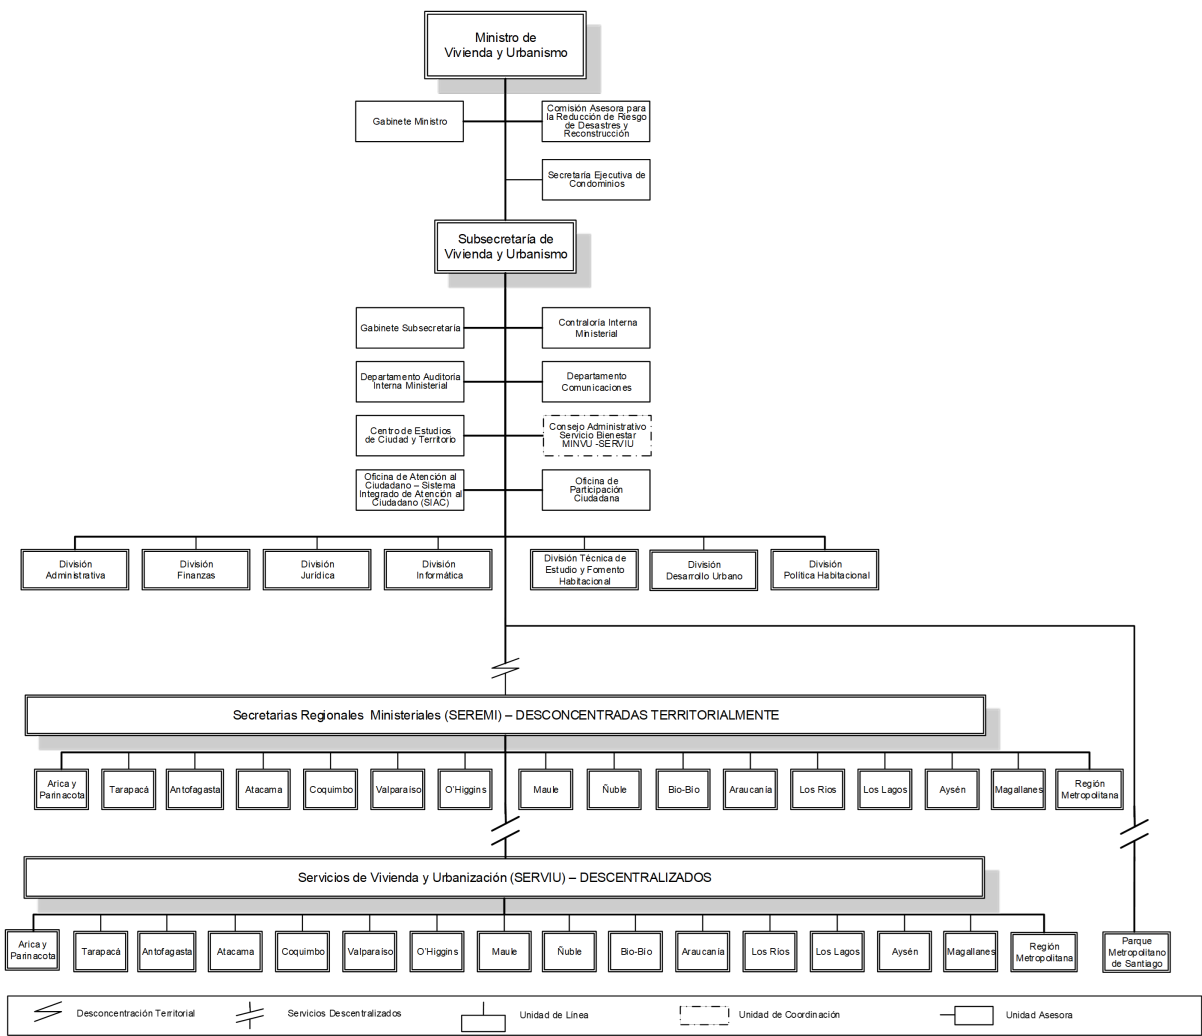 Ministro de
Vivienda y Urbanismo
Gabinete Ministro
Comisión Asesora para
la Reducción de Riesgo
de Desastres y
Reconstrucción
Secretaría Ejecutiva de
Condominios
Subsecretaría de
Vivienda y Urbanismo
Gabinete Subsecretaría
Contraloría Interna
Ministerial
Departamento Auditoría
Interna Ministerial
Departamento
Comunicaciones
Centro de Estudios
de Ciudad y Territorio
Consejo Administrativo
Servicio Bienestar
MINVU -SERVIU
Oficina de Atención al
Ciudadano – Sistema
Integrado de Atención al
Ciudadano (SIAC)
Oficina de
Participación
Ciudadana
División
Administrativa
División
Finanzas
División
Jurídica
División
Informática
División Técnica de
Estudio y Fomento
Habitacional
División
Desarrollo Urbano
División
Política Habitacional
Secretarias Regionales Ministeriales (SEREMI) – DESCONCENTRADAS TERRITORIALMENTE
Arica y
Parinacota
Tarapacá
Antofagasta
Atacama
Coquimbo
Valparaíso
O'Higgins
Maule
Ñuble
Bio-Bío
Araucanía
Los Rios
Los Lagos
Aysén
Magallanes
Región
Metropolitana
Servicios de Vivienda y Urbanización (SERVIU) – DESCENTRALIZADOS
Arica y
Parinacota
Tarapacá
Antofagasta
Atacama
Coquimbo
Valparaíso
O'Higgins
Maule
Ñuble
Bio-Bío
Araucanía
Los Ríos
Los Lagos
Aysén
Magallanes
Región
Metropolitana
Parque
Metropolitano
de Santiago
Desconcentración Territorial
Servicios Descentralizados
Unidad de Línea
Unidad de Coordinación
Unidad Asesora